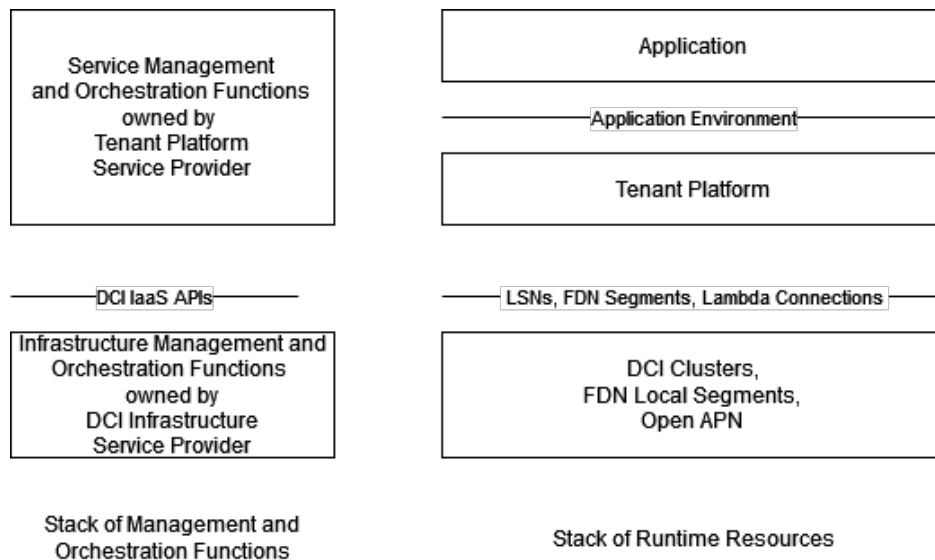 Service Management
and Orchestration Functions
owned by
Tenant Platform
Service Provider
Application
Application Environment
Tenant Platform
DCI IaaS APIs
LSNs, FDN Segments, Lambda Connections
Infrastructure Management and
Orchestration Functions
owned by
DCI Infrastructure
Service Provider
DCI Clusters,
FDN Local Segments,
Open APN
Stack of Management and
Orchestration Functions
Stack of Runtime Resources